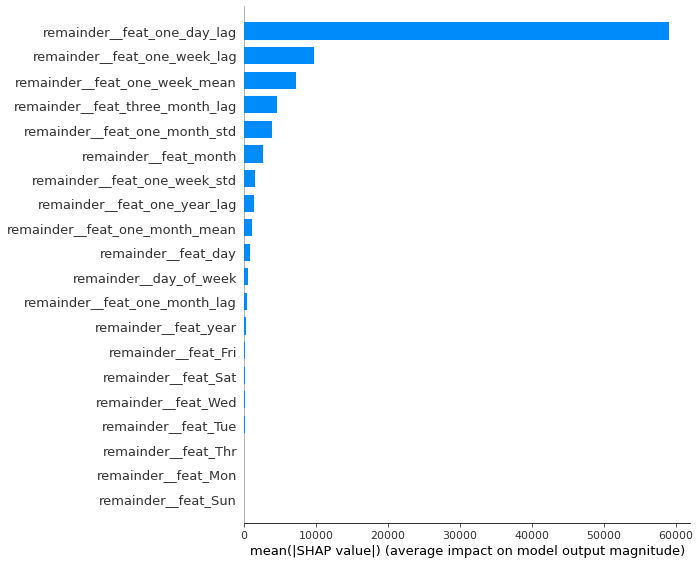 remainder__feat_one_day_lag
remainder__feat_one_week_lag
remainder__feat_one_week_mean
remainder__feat_three_month_lag
remainder__feat_one_month_std
remainder__feat_month
remainder__feat_one_week_std
remainder__feat_one_year_lag
remainder__feat_one_month_mean
remainder__feat_day
remainder__day_of_week
remainder__feat_one_month_lag
remainder__feat_year
remainder__feat_Fri
remainder__feat_Sat
remainder__feat_Wed
remainder__feat_Tue
remainder__feat_Thr
remainder__feat_Mon
remainder__feat_Sun
0 10000 20000 30000 40000 50000 60000
mean(|SHAP value|) (average impact on model output magnitude)